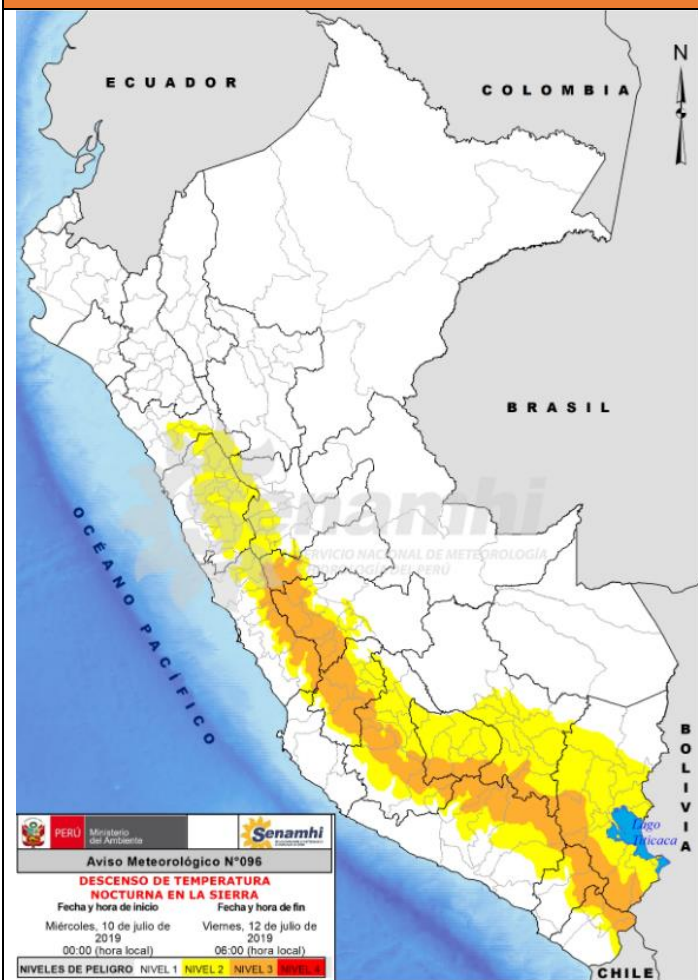 ECUADOR
COLOMBIA
N
BRASIL
Senamhi
SERVICIO NACIONAL DE METEOROLOGÍA
HIDROLOGÍA DEL PERÚ
OCÉANO PACÍFICO
BOLIVIA
Lago
Titicaca
CHILE
PERÚ Ministerio
del Ambiente
Senamhi
Aviso Meteorológico N°096
DESCENSO DE TEMPERATURA
NOCTURNA EN LA SIERRA
Fecha y hora de inicio Fecha y hora de fin
Miércoles, 10 de julio de Viernes, 12 de julio de
2019 2019
00:00 (hora local) 06:00 (hora local)
NIVELES DE PELIGRO NIVEL 1 NIVEL 2 NIVEL 3 NIVEL 4